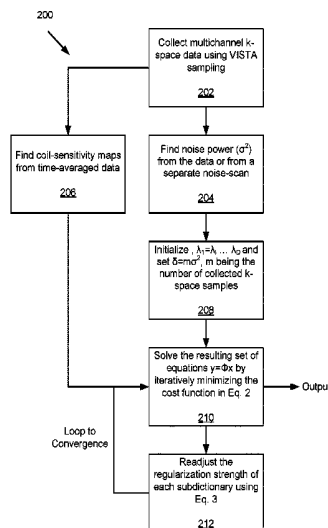 200
Collect multichannel k-
space data using VISTA
sampling
202
Find coil-sensitivity maps
from time-averaged data
206
Find noise power (σ²)
from the data or from a
separate noise-scan
204
Initialize , λ₁=λᵢ ... λ₀ and
set δ=mσ², m being the
number of collected k-
space samples
208
Solve the resulting set of
equations y=Φx by
iteratively minimizing the
cost function in Eq. 2
210
Output
Loop to
Convergence
Readjust the
regularization strength of
each subdictionary using
Eq. 3
212